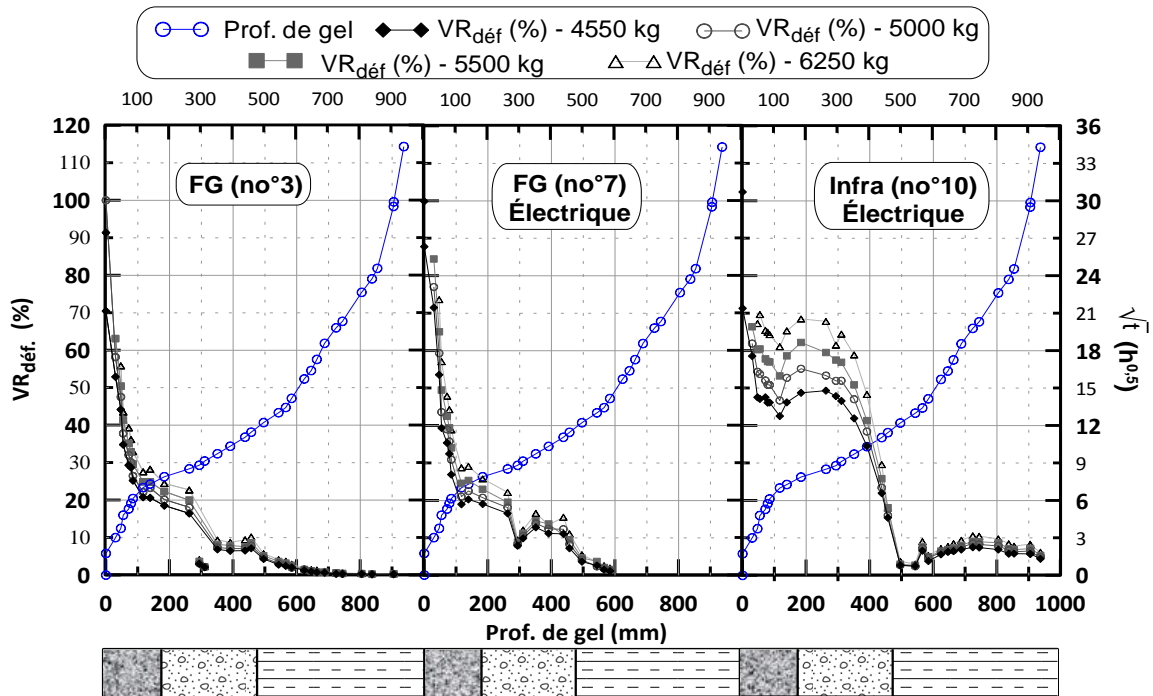 Prof. de gel VRdéf (%) - 4550 kg VRdéf (%) - 5000 kg
VRdéf (%) - 5500 kg VRdéf (%) - 6250 kg
100 300 500 700 900 100 300 500 700 900 100 300 500 700 900
120 36
110 33
100 30
90 27
80 24
70 21
60 18
50 15
40 12
30 9
20 6
10 3
0 0
FG (no°3)
FG (no°7)
Électrique
Infra (no°10)
Électrique
VRdéf. (%)
√t (h^0.5)
0 200 400 600 800 0 200 400 600 800 0 200 400 600 800 1000
Prof. de gel (mm)